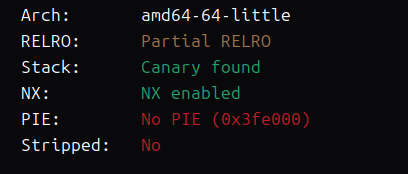 Arch: amd64-64-little
RELRO: Partial RELRO
Stack: Canary found
NX: NX enabled
PIE: No PIE (0x3fe000)
Stripped: No